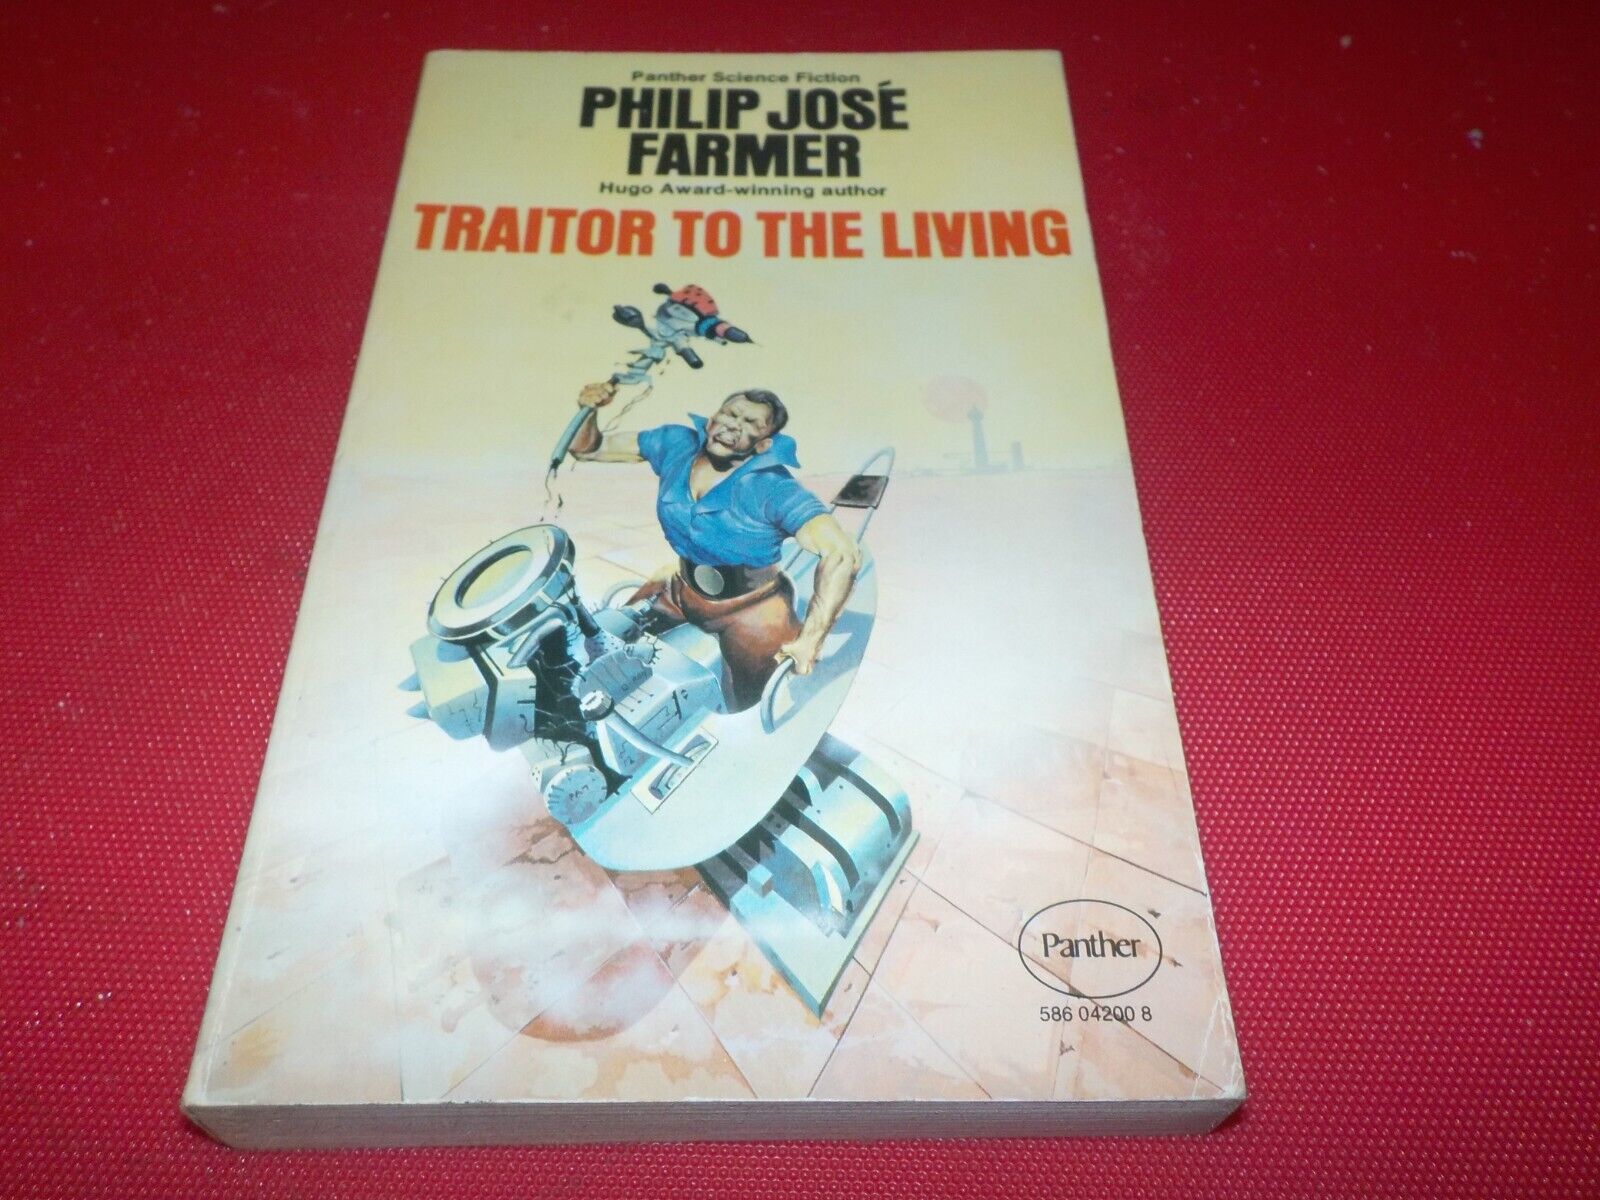 Panther Science Fiction
PHILIP JOSÉ
FARMER
Hugo Award-winning author
TRAITOR TO THE LIVING
Panther
586 04200 8